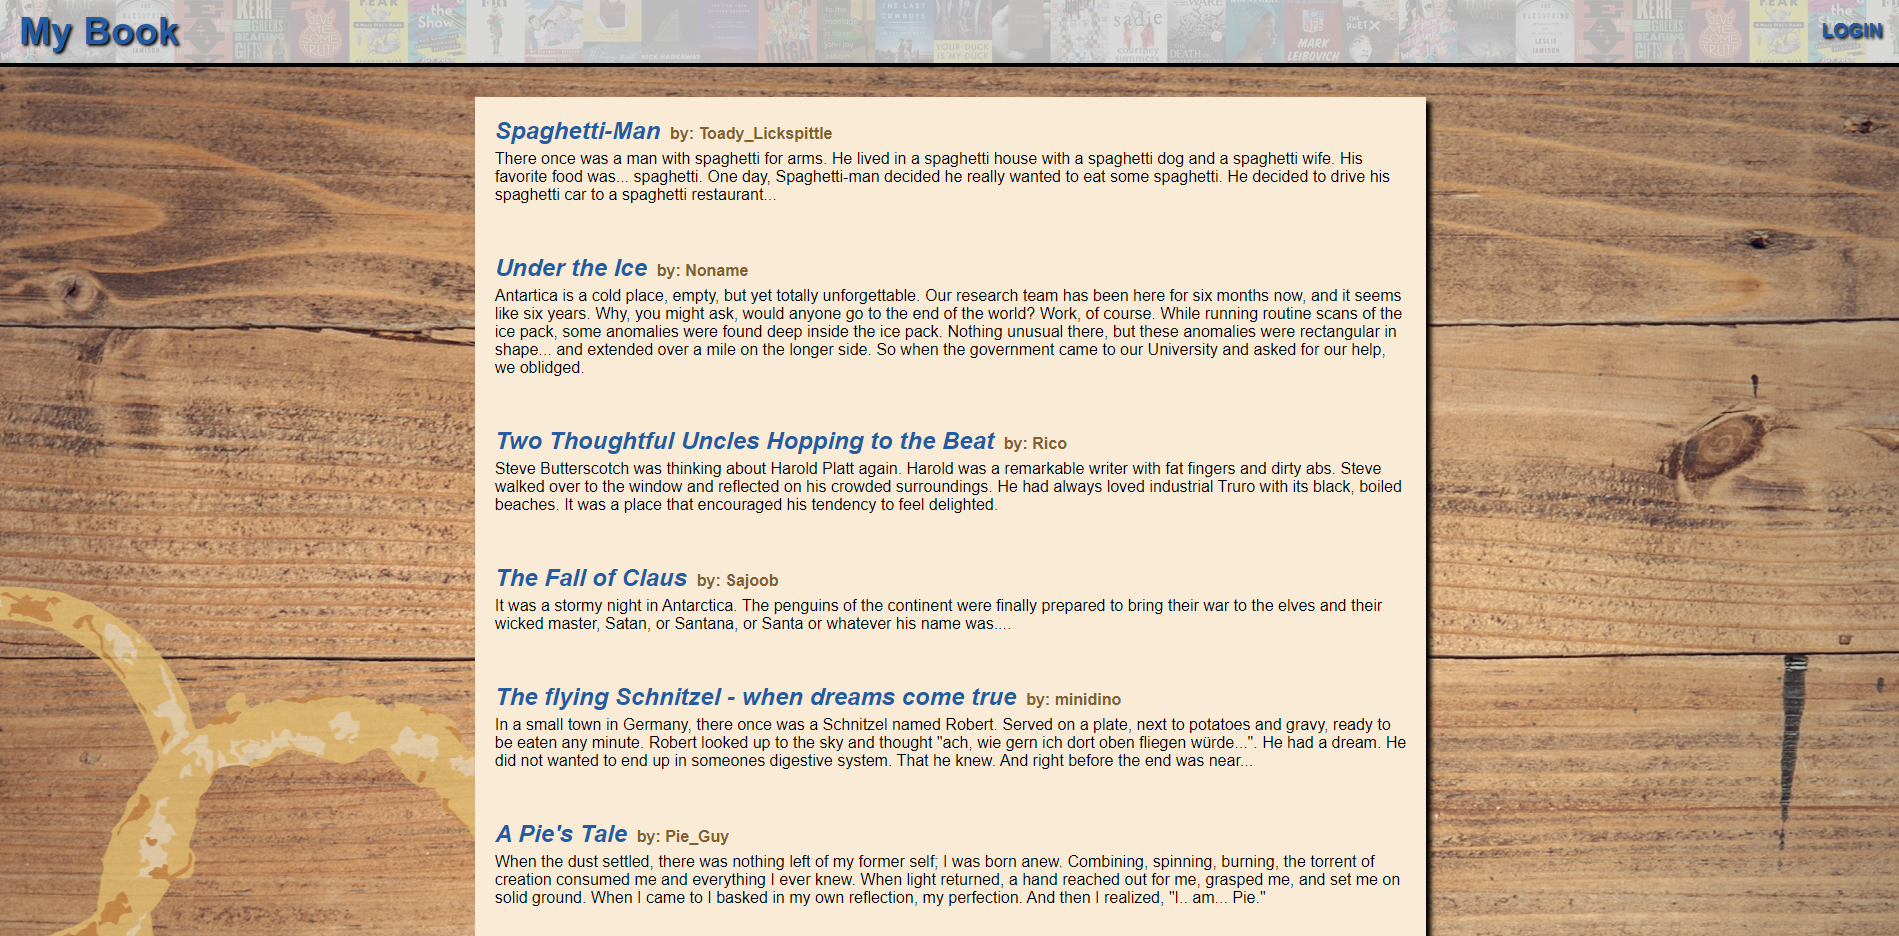 My Book
LOGIN
Spaghetti-Man by: Toady_Lickspittle
There once was a man with spaghetti for arms. He lived in a spaghetti house with a spaghetti dog and a spaghetti wife. His
favorite food was... spaghetti. One day, Spaghetti-man decided he really wanted to eat some spaghetti. He decided to drive his
spaghetti car to a spaghetti restaurant...
Under the Ice by: Noname
Antartica is a cold place, empty, but yet totally unforgettable. Our research team has been here for six months now, and it seems
like six years. Why, you might ask, would anyone go to the end of the world? Work, of course. While running routine scans of the
ice pack, some anomalies were found deep inside the ice pack. Nothing unusual there, but these anomalies were rectangular in
shape... and extended over a mile on the longer side. So when the government came to our University and asked for our help,
we oblidged.
Two Thoughtful Uncles Hopping to the Beat by: Rico
Steve Butterscotch was thinking about Harold Platt again. Harold was a remarkable writer with fat fingers and dirty abs. Steve
walked over to the window and reflected on his crowded surroundings. He had always loved industrial Truro with its black, boiled
beaches. It was a place that encouraged his tendency to feel delighted.
The Fall of Claus by: Sajoob
It was a stormy night in Antarctica. The penguins of the continent were finally prepared to bring their war to the elves and their
wicked master, Satan, or Santana, or Santa or whatever his name was....
The flying Schnitzel - when dreams come true by: minidino
In a small town in Germany, there once was a Schnitzel named Robert. Served on a plate, next to potatoes and gravy, ready to
be eaten any minute. Robert looked up to the sky and thought "ach, wie gern ich dort oben fliegen würde...". He had a dream. He
did not wanted to end up in someones digestive system. That he knew. And right before the end was near...
A Pie's Tale by: Pie_Guy
When the dust settled, there was nothing left of my former self; I was born anew. Combining, spinning, burning, the torrent of
creation consumed me and everything I ever knew. When light returned, a hand reached out for me, grasped me, and set me on
solid ground. When I came to I basked in my own reflection, my perfection. And then I realized, "I.. am... Pie."